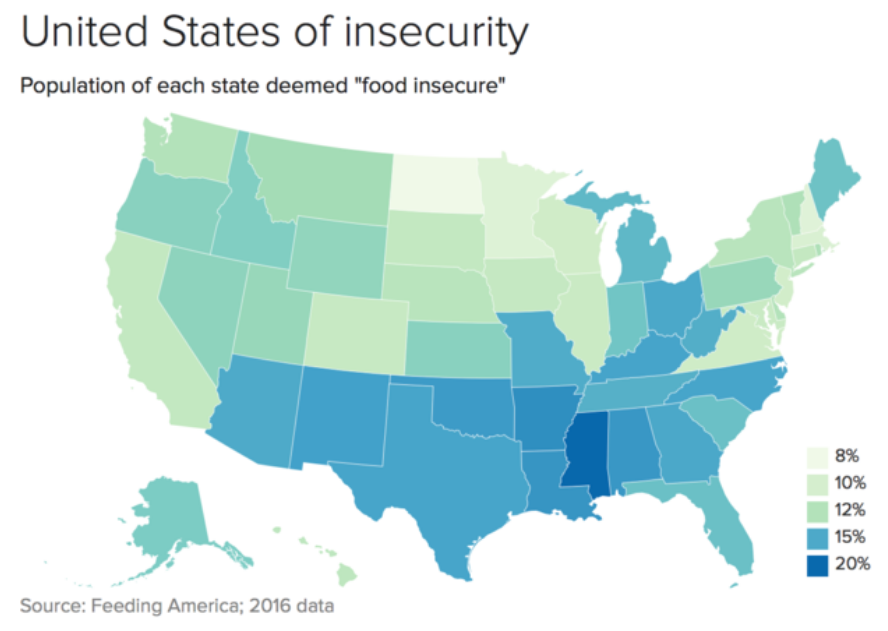 United States of insecurity
Population of each state deemed "food insecure"
8%
10%
12%
15%
20%
Source: Feeding America; 2016 data